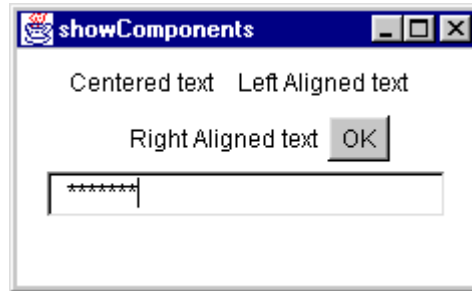 showComponents
Centered text Left Aligned text
Right Aligned text OK
*******